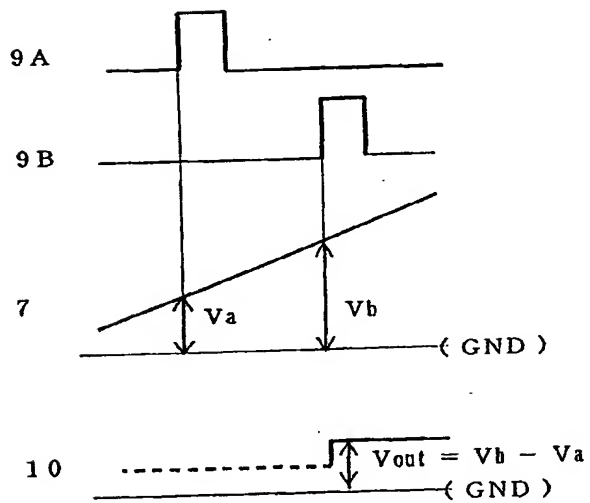 9A
9B
7
Va
Vb
(GND)
10
Vout = Vb - Va
(GND)